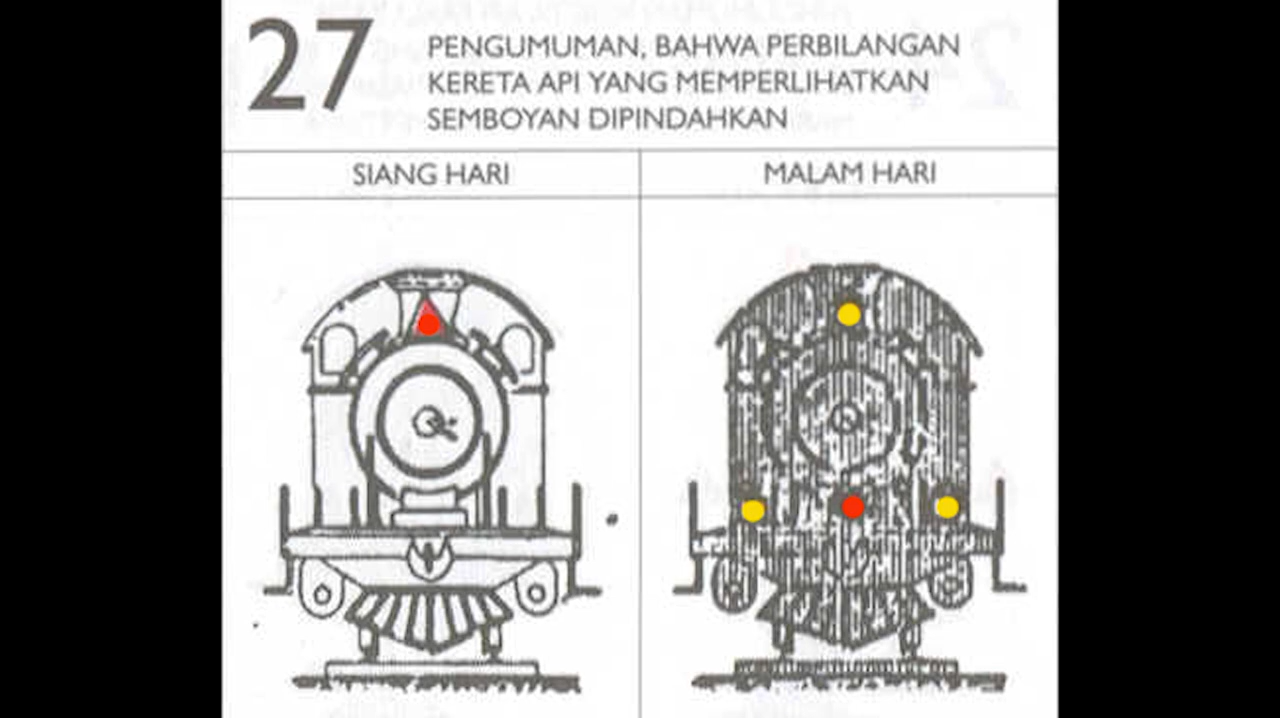 27
PENGUMUMAN, BAHWA PERBILANGAN
KERETA API YANG MEMPERLIHATKAN
SEMBOYAN DIPINDAHKAN
SIANG HARI
MALAM HARI